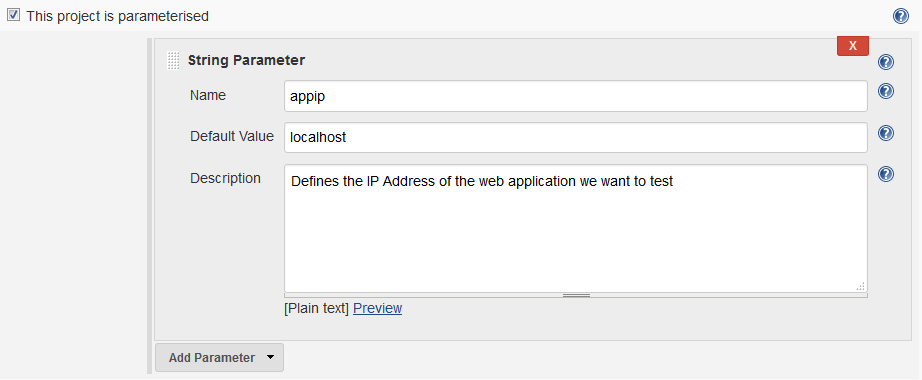 This project is parameterised
X
String Parameter
Name
appip
Default Value
localhost
Description
Defines the IP Address of the web application we want to test
[Plain text] Preview
Add Parameter